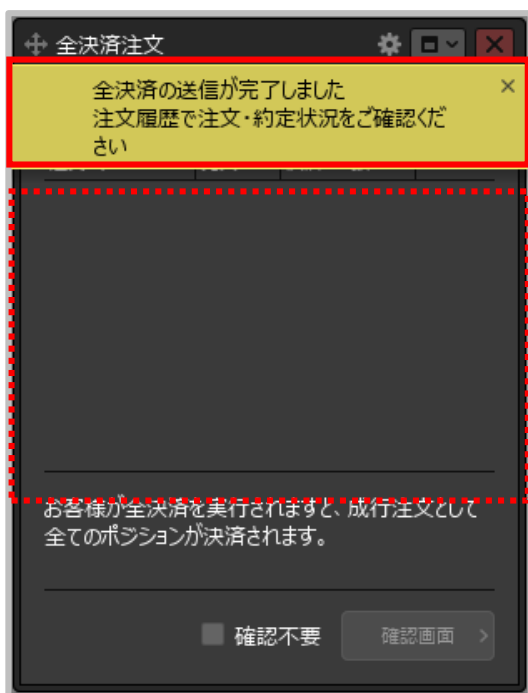 全決済注文
全決済の送信が完了しました
注文履歴で注文・約定状況をご確認くだ
さい
お客様が全決済を実行されますと、成行注文として
全てのポジションが決済されます。
確認不要
確認画面